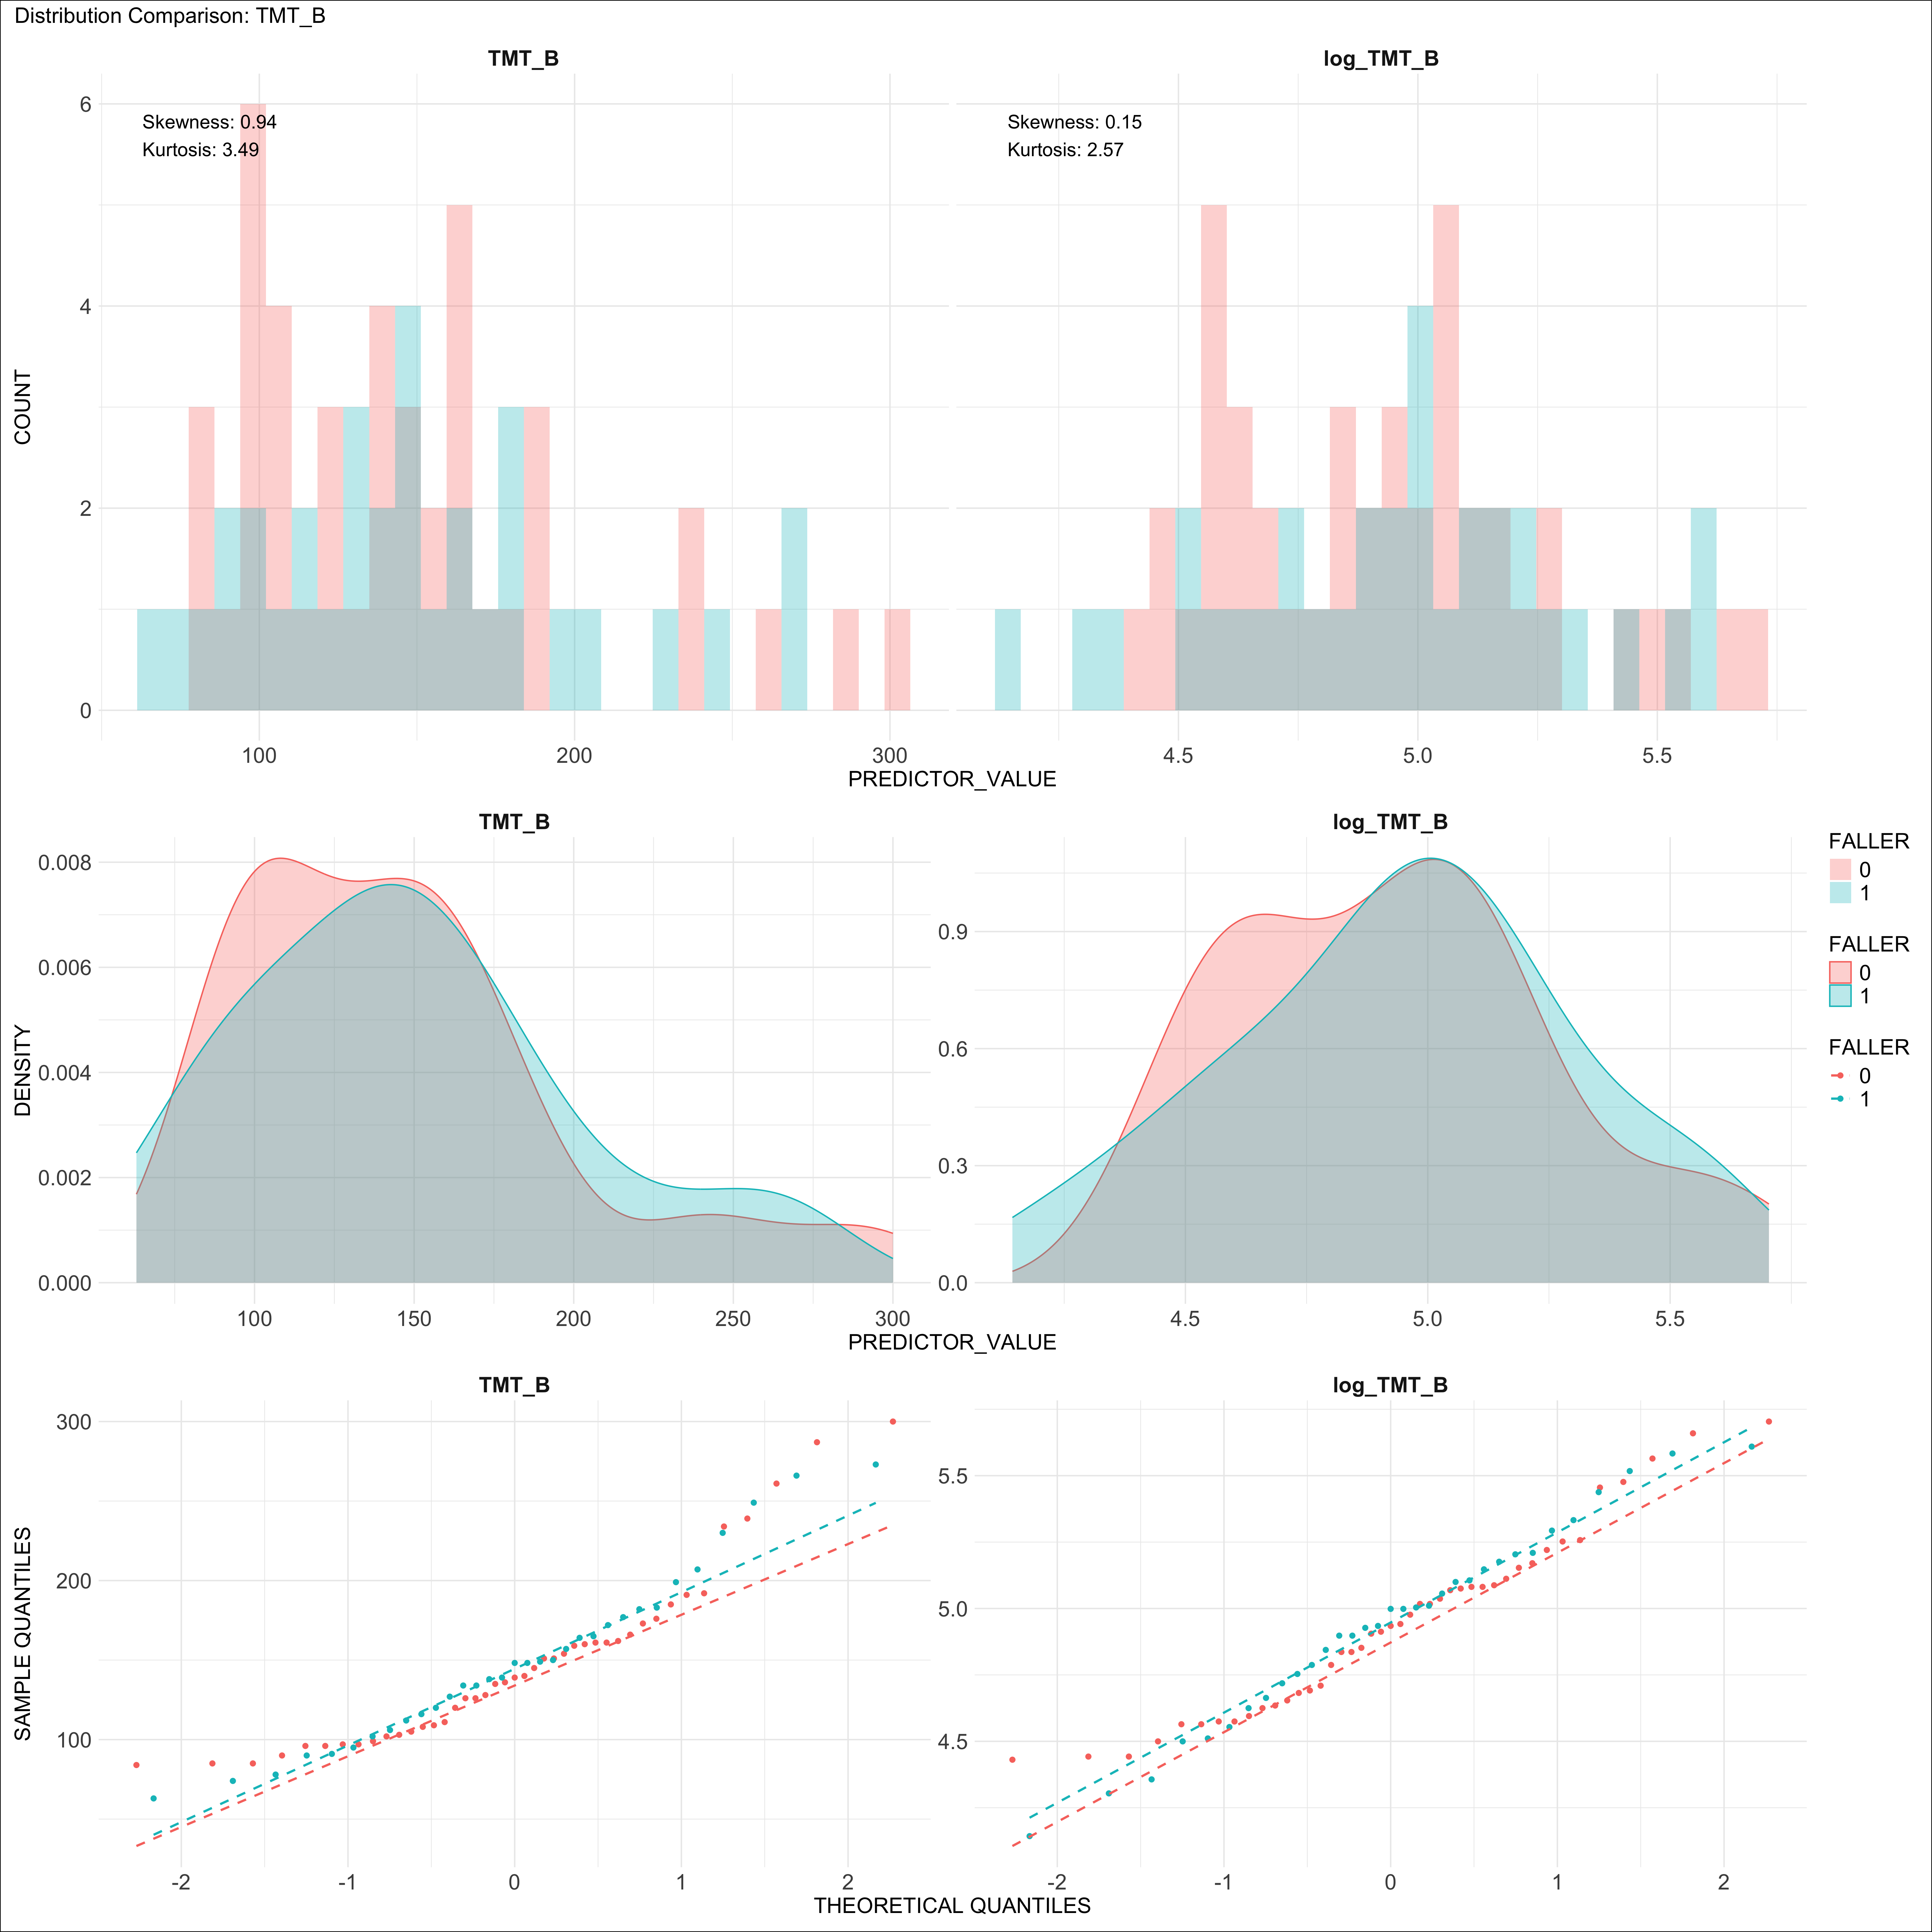 Distribution Comparison: TMT_B
TMT_B
log_TMT_B
Skewness: 0.94
Kurtosis: 3.49
Skewness: 0.15
Kurtosis: 2.57
COUNT
6
4
2
0
100
200
300
4.5
5.0
5.5
PREDICTOR_VALUE
TMT_B
log_TMT_B
DENSITY
0.008
0.006
0.004
0.002
0.000
0.9
0.6
0.3
0.0
100
150
200
250
300
4.5
5.0
5.5
PREDICTOR_VALUE
FALLER
0
1
FALLER
0
1
FALLER
0
1
TMT_B
log_TMT_B
SAMPLE QUANTILES
300
200
100
5.5
5.0
4.5
-2
-1
0
1
2
-2
-1
0
1
2
THEORETICAL QUANTILES